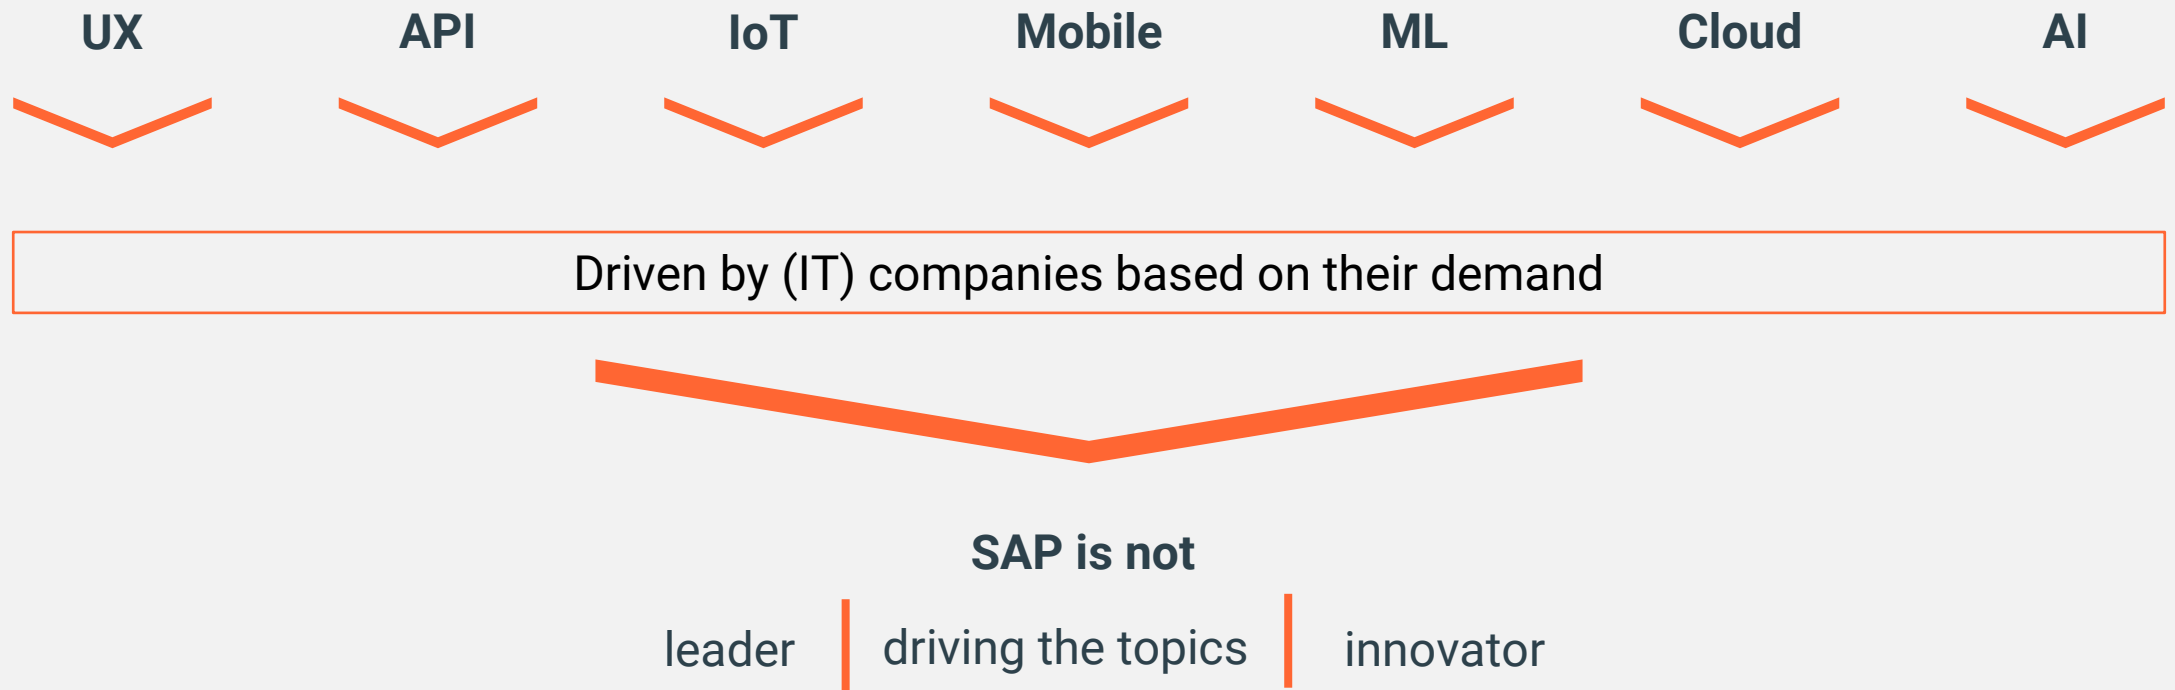 UX API IoT Mobile ML Cloud AI
Driven by (IT) companies based on their demand
SAP is not
leader driving the topics innovator